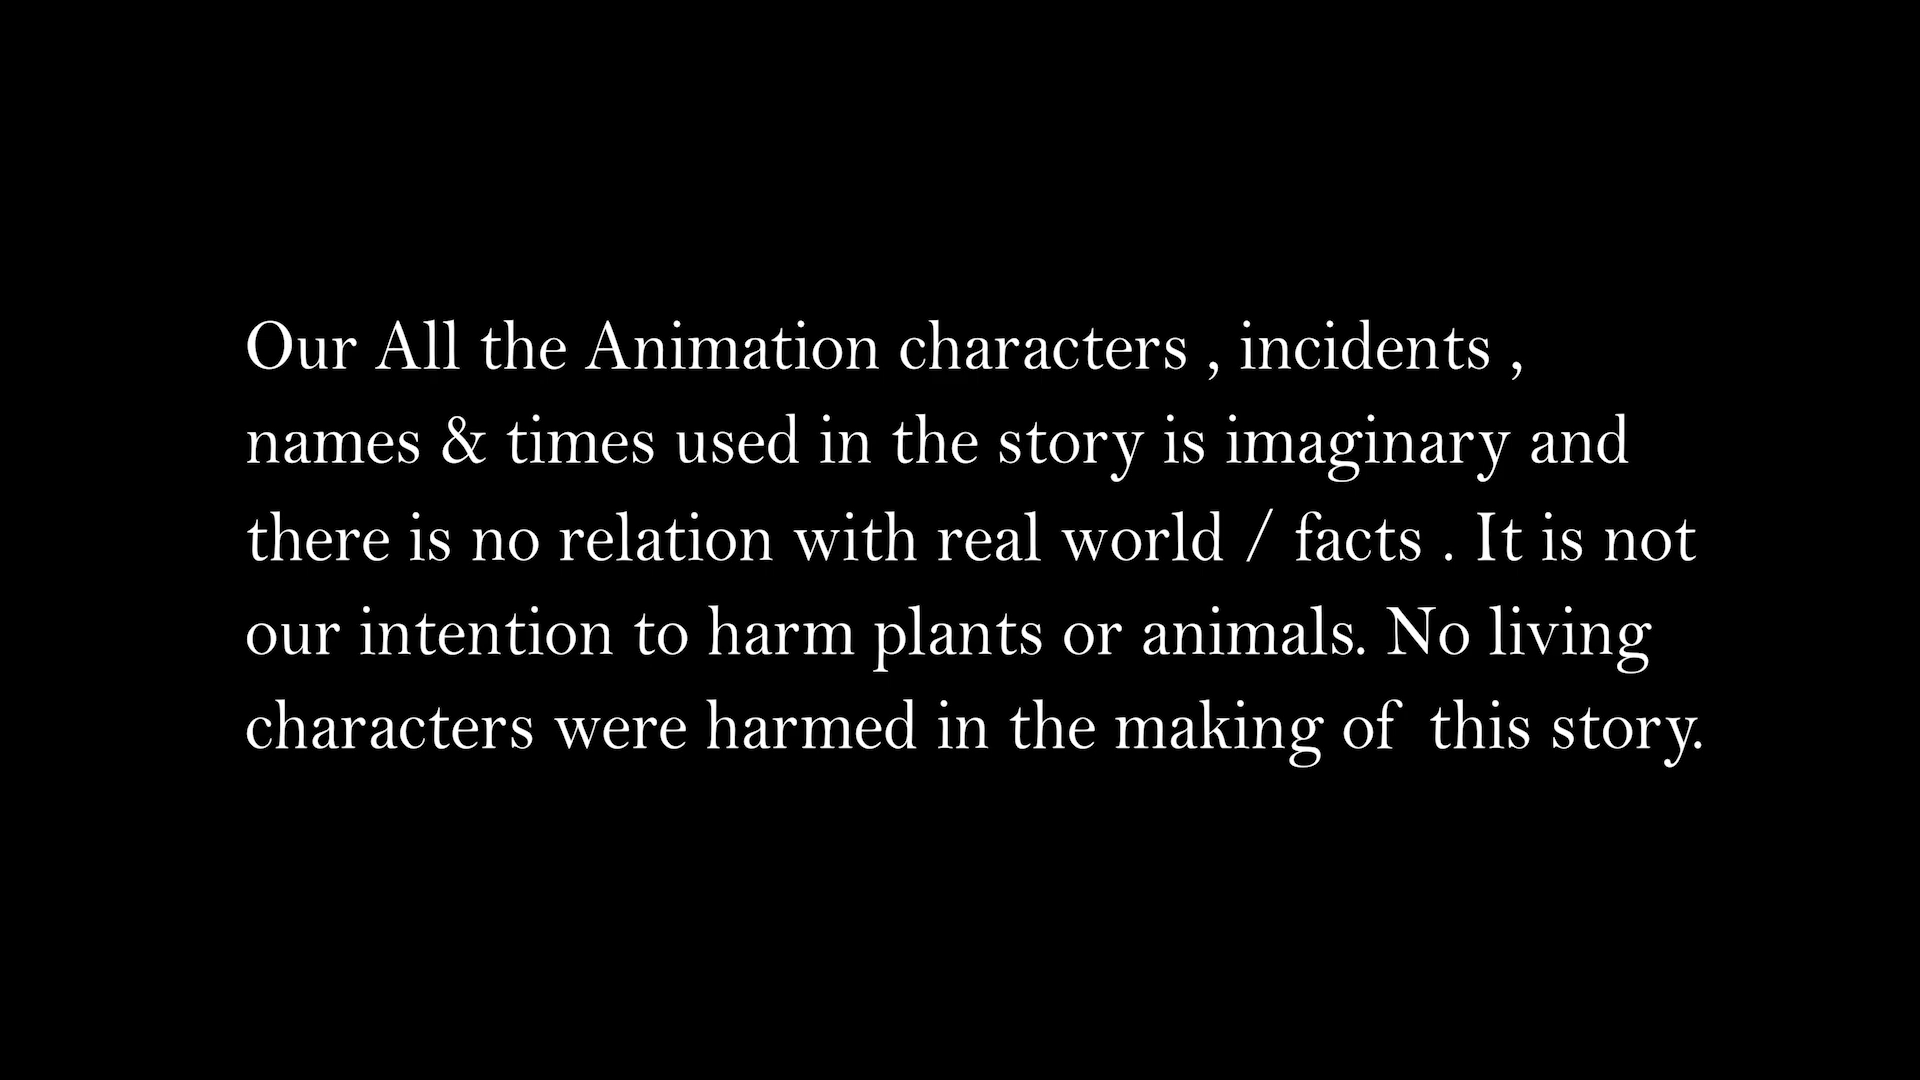 Our All the Animation characters , incidents ,
names & times used in the story is imaginary and
there is no relation with real world / facts . It is not
our intention to harm plants or animals. No living
characters were harmed in the making of  this story.